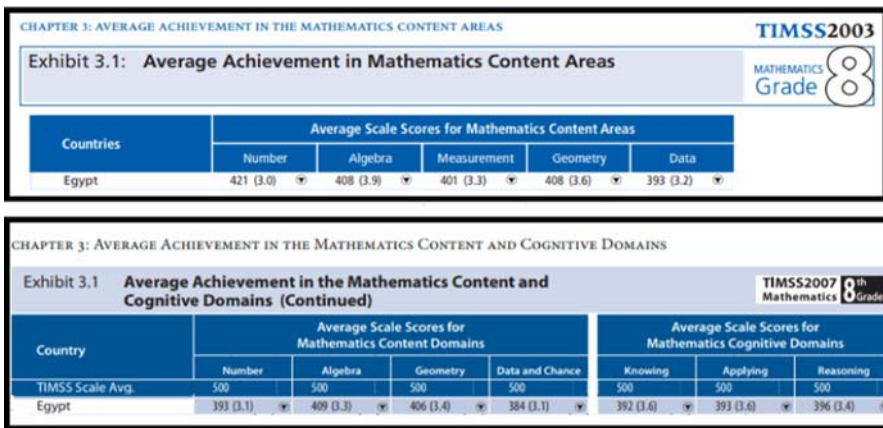 CHAPTER 3: AVERAGE ACHIEVEMENT IN THE MATHEMATICS CONTENT AREAS
TIMSS2003
Exhibit 3.1: Average Achievement in Mathematics Content Areas
MATHEMATICS
Grade 8
Countries
Average Scale Scores for Mathematics Content Areas
Number Algebra Measurement Geometry Data
Egypt 421 (3.0) 408 (3.9) 401 (3.3) 408 (3.6) 393 (3.2)
CHAPTER 3: AVERAGE ACHIEVEMENT IN THE MATHEMATICS CONTENT AND COGNITIVE DOMAINS
Exhibit 3.1 Average Achievement in the Mathematics Content and
Cognitive Domains (Continued)
TIMSS2007 8th
Mathematics Grade
Country
Average Scale Scores for
Mathematics Content Domains
Average Scale Scores for
Mathematics Cognitive Domains
Number Algebra Geometry Data and Chance Knowing Applying Reasoning
TIMSS Scale Avg. 500 500 500 500 500 500 500
Egypt 393 (3.1) 409 (3.3) 406 (3.4) 384 (3.1) 392 (3.6) 393 (3.6) 396 (3.4)